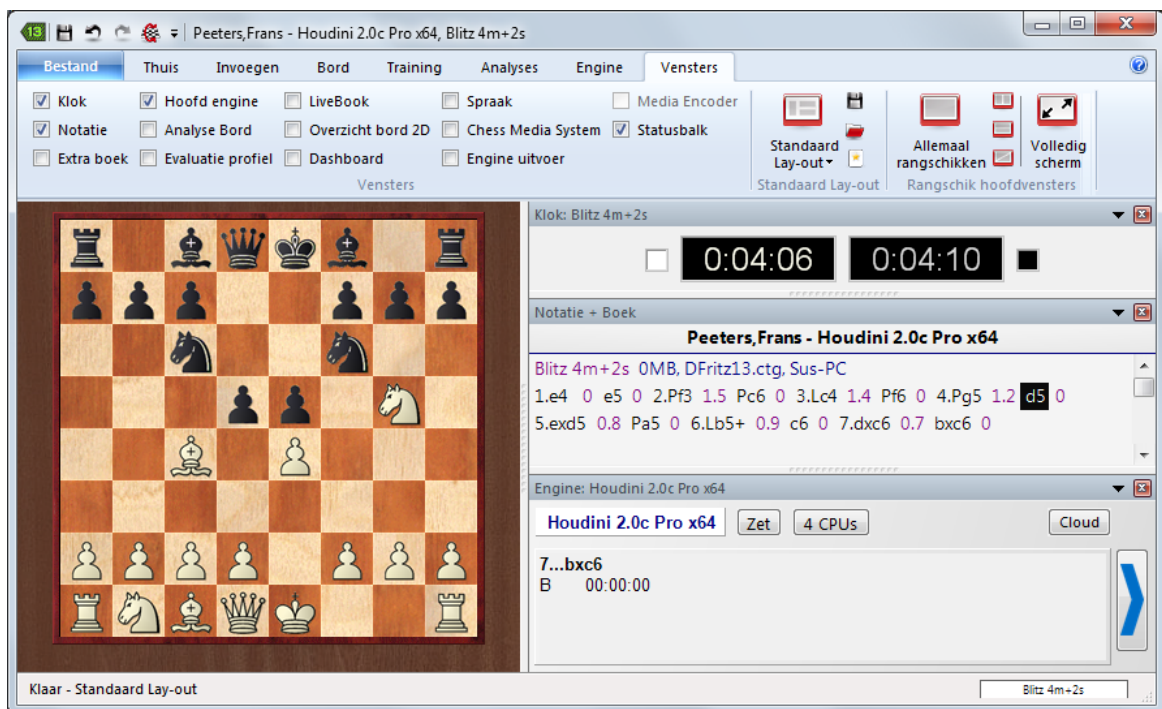 13 Peeters,Frans - Houdini 2.0c Pro x64, Blitz 4m+2s
Bestand Thuis Invoegen Bord Training Analyses Engine Vensters
Klok Hoofd engine LiveBook Spraak Media Encoder
Notatie Analyse Bord Overzicht bord 2D Chess Media System Statusbalk
Extra boek Evaluatie profiel Dashboard Engine uitvoer
Vensters
Standaard
Lay-out
Standaard Lay-out
Allemaal
rangschikken
Volledig
scherm
Rangschik hoofdvensters
Klok: Blitz 4m+2s
0:04:06 0:04:10
Notatie + Boek
Peeters,Frans - Houdini 2.0c Pro x64
Blitz 4m+2s 0MB, DFritz13.ctg, Sus-PC
1.e4 0 e5 0 2.Pf3 1.5 Pc6 0 3.Lc4 1.4 Pf6 0 4.Pg5 1.2 d5 0
5.exd5 0.8 Pa5 0 6.Lb5+ 0.9 c6 0 7.dxc6 0.7 bxc6 0
Engine: Houdini 2.0c Pro x64
Houdini 2.0c Pro x64 Zet 4 CPUs Cloud
7...bxc6
B 00:00:00
Klaar - Standaard Lay-out
Blitz 4m+2s